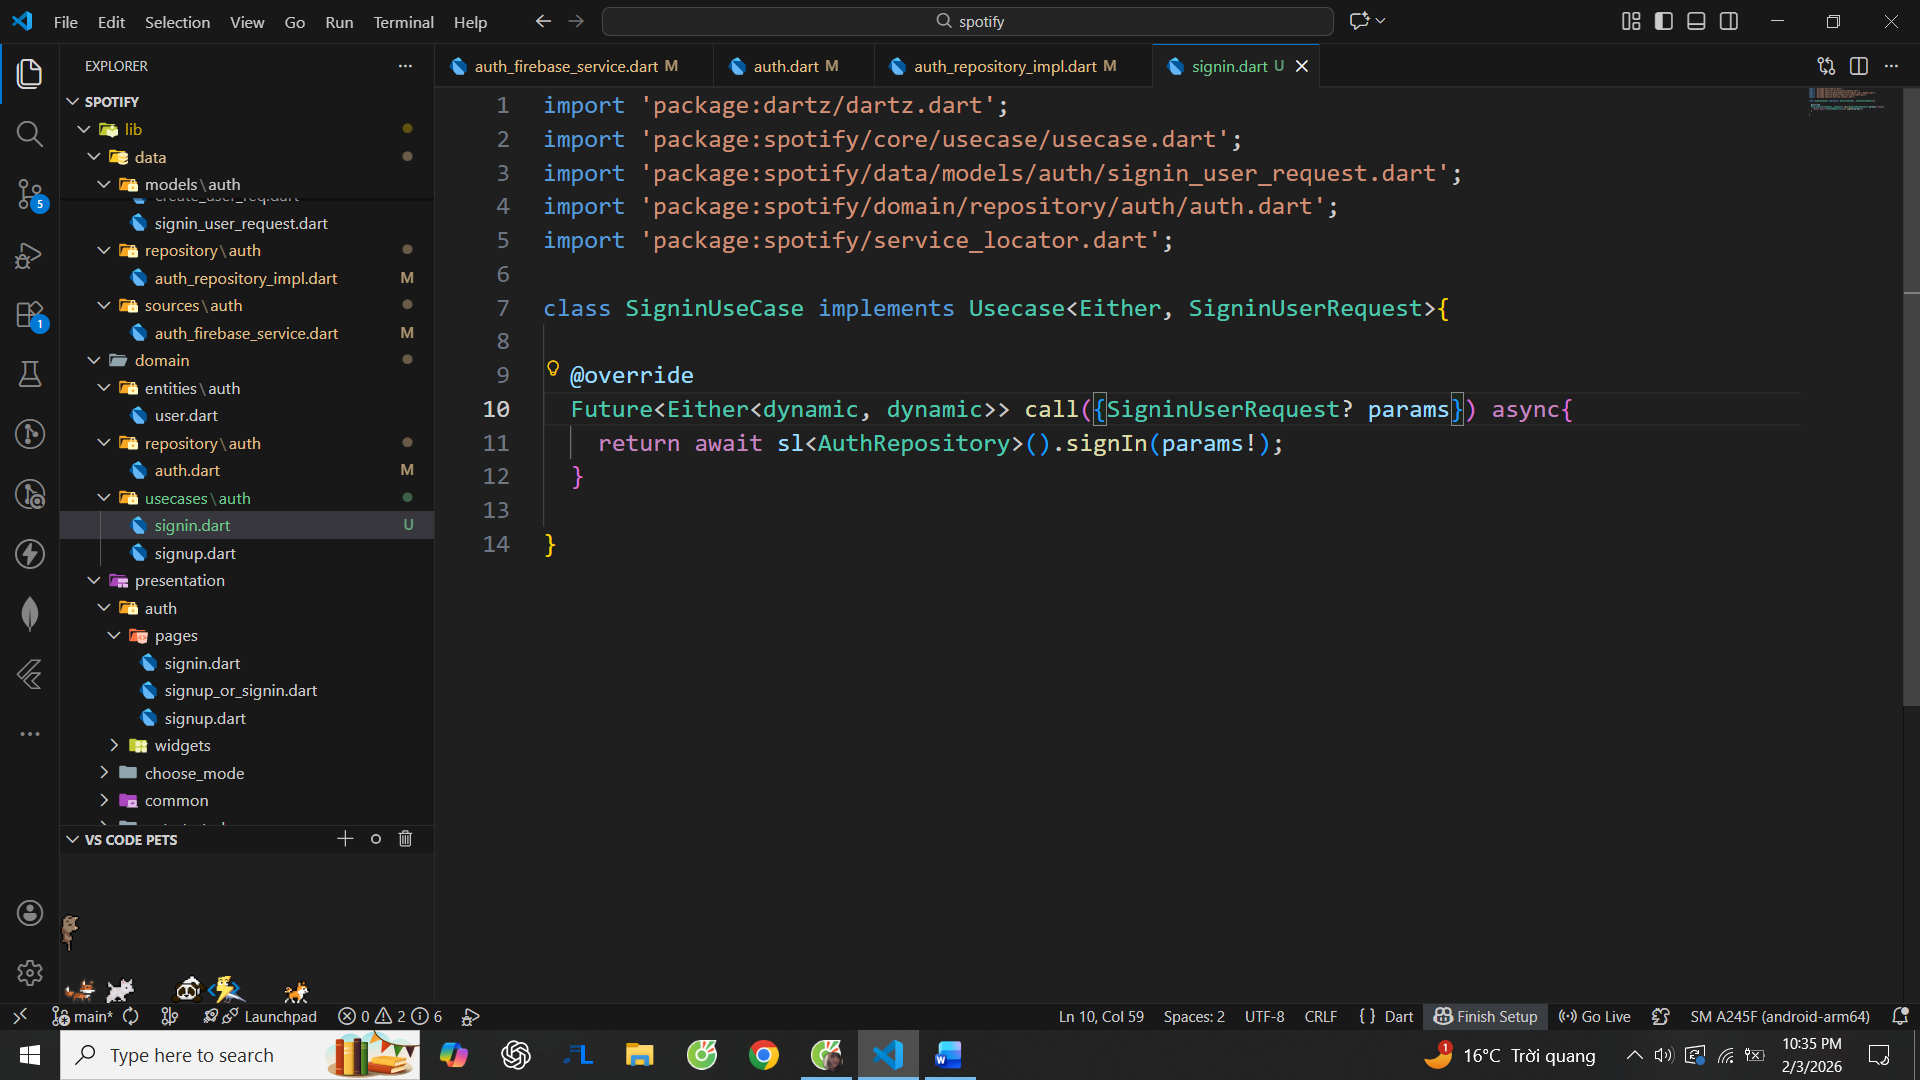 File Edit Selection View Go Run Terminal Help
spotify
EXPLORER
SPOTIFY
lib
data
models\auth
create_user_req.dart
signin_user_request.dart
repository\auth
auth_repository_impl.dart M
sources\auth
auth_firebase_service.dart M
domain
entities\auth
user.dart
repository\auth
auth.dart M
usecases\auth
signin.dart U
signup.dart
presentation
auth
pages
signin.dart
signup_or_signin.dart
signup.dart
widgets
choose_mode
common
VS CODE PETS
5
1
auth_firebase_service.dart M
auth.dart M
auth_repository_impl.dart M
signin.dart U
1 import 'package:dartz/dartz.dart';
2 import 'package:spotify/core/usecase/usecase.dart';
3 import 'package:spotify/data/models/auth/signin_user_request.dart';
4 import 'package:spotify/domain/repository/auth/auth.dart';
5 import 'package:spotify/service_locator.dart';
6
7 class SigninUseCase implements Usecase<Either, SigninUserRequest>{
8
9 @override
10 Future<Either<dynamic, dynamic>> call({SigninUserRequest? params}) async{
11 return await sl<AuthRepository>().signIn(params!);
12 }
13
14 }
main* Launchpad 0 2 6
Ln 10, Col 59 Spaces: 2 UTF-8 CRLF { } Dart Finish Setup Go Live SM A245F (android-arm64)
Type here to search
1 16°C Trời quang
10:35 PM
2/3/2026